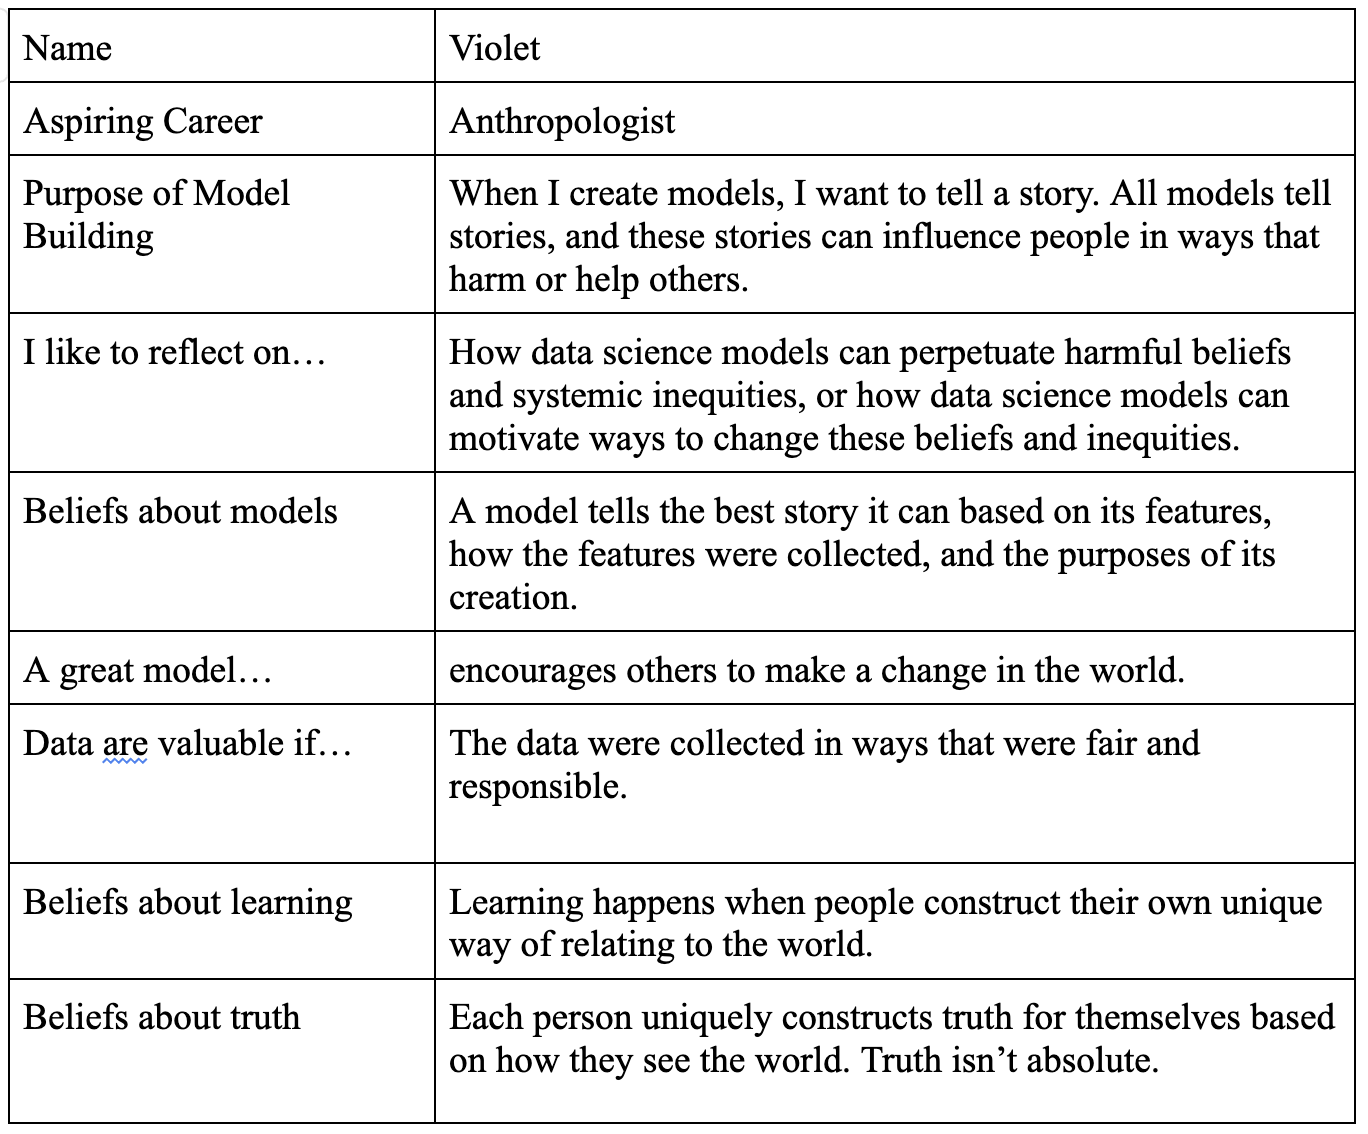 Name
Violet
Aspiring Career
Anthropologist
Purpose of Model
Building
When I create models, I want to tell a story. All models tell
stories, and these stories can influence people in ways that
harm or help others.
I like to reflect on…
How data science models can perpetuate harmful beliefs
and systemic inequities, or how data science models can
motivate ways to change these beliefs and inequities.
Beliefs about models
A model tells the best story it can based on its features,
how the features were collected, and the purposes of its
creation.
A great model…
encourages others to make a change in the world.
Data are valuable if…
The data were collected in ways that were fair and
responsible.
Beliefs about learning
Learning happens when people construct their own unique
way of relating to the world.
Beliefs about truth
Each person uniquely constructs truth for themselves based
on how they see the world. Truth isn’t absolute.